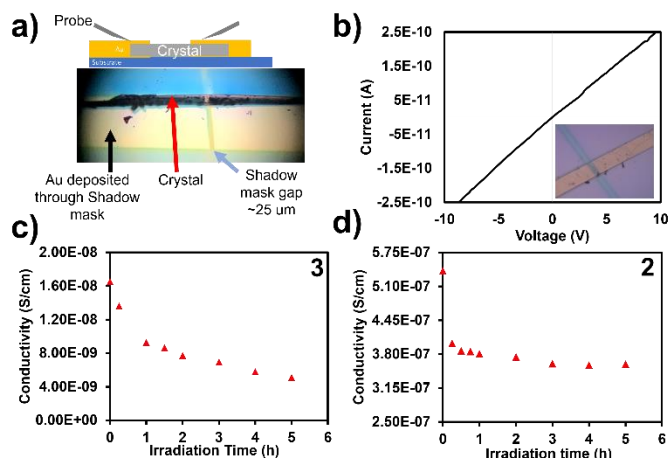 a)
Probe
Au
Crystal
Substrate
Au deposited
through Shadow
mask
Crystal
Shadow
mask gap
~25 um
b)
Current (A)
2.5E-10
1.5E-10
5E-11
-5E-11
-1.5E-10
-2.5E-10
-10
-5
0
5
10
Voltage (V)
c)
3
Conductivity (S/cm)
2.00E-08
1.60E-08
1.20E-08
8.00E-09
4.00E-09
0.00E+00
0
1
2
3
4
5
6
Irradiation Time (h)
d)
2
Conductivity (S/cm)
5.75E-07
5.10E-07
4.45E-07
3.80E-07
3.15E-07
2.50E-07
0
1
2
3
4
5
6
Irradiation time (h)